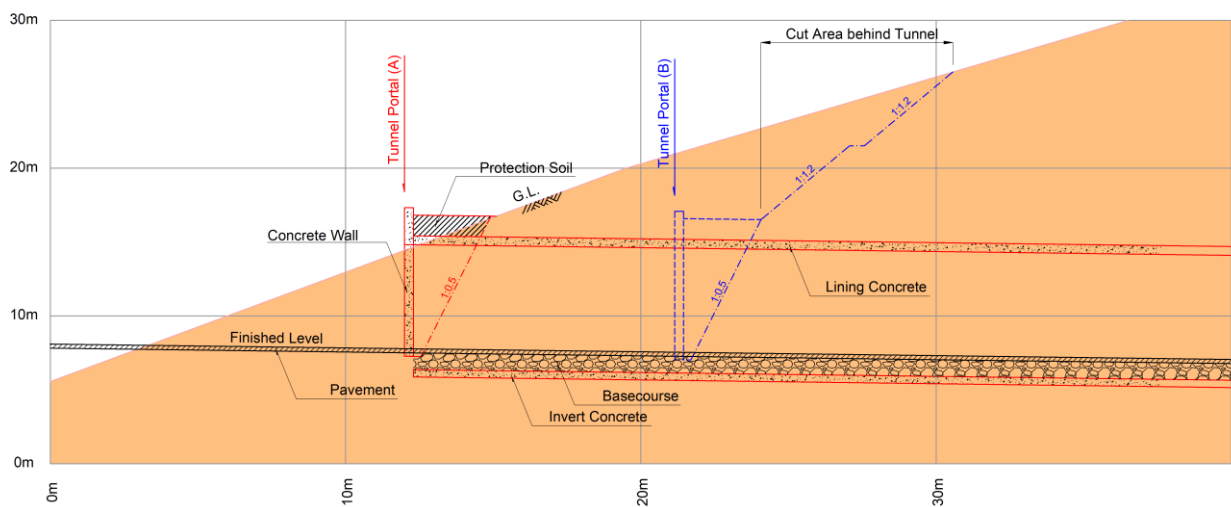 30m
Cut Area behind Tunnel
Tunnel Portal (A)
Tunnel Portal (B)
1:1.2
20m
Protection Soil
1:1.2
G.L.
Concrete Wall
1:0.5
1:0.5
Lining Concrete
10m
Finished Level
Pavement
Basecourse
Invert Concrete
0m
0m
10m
20m
30m